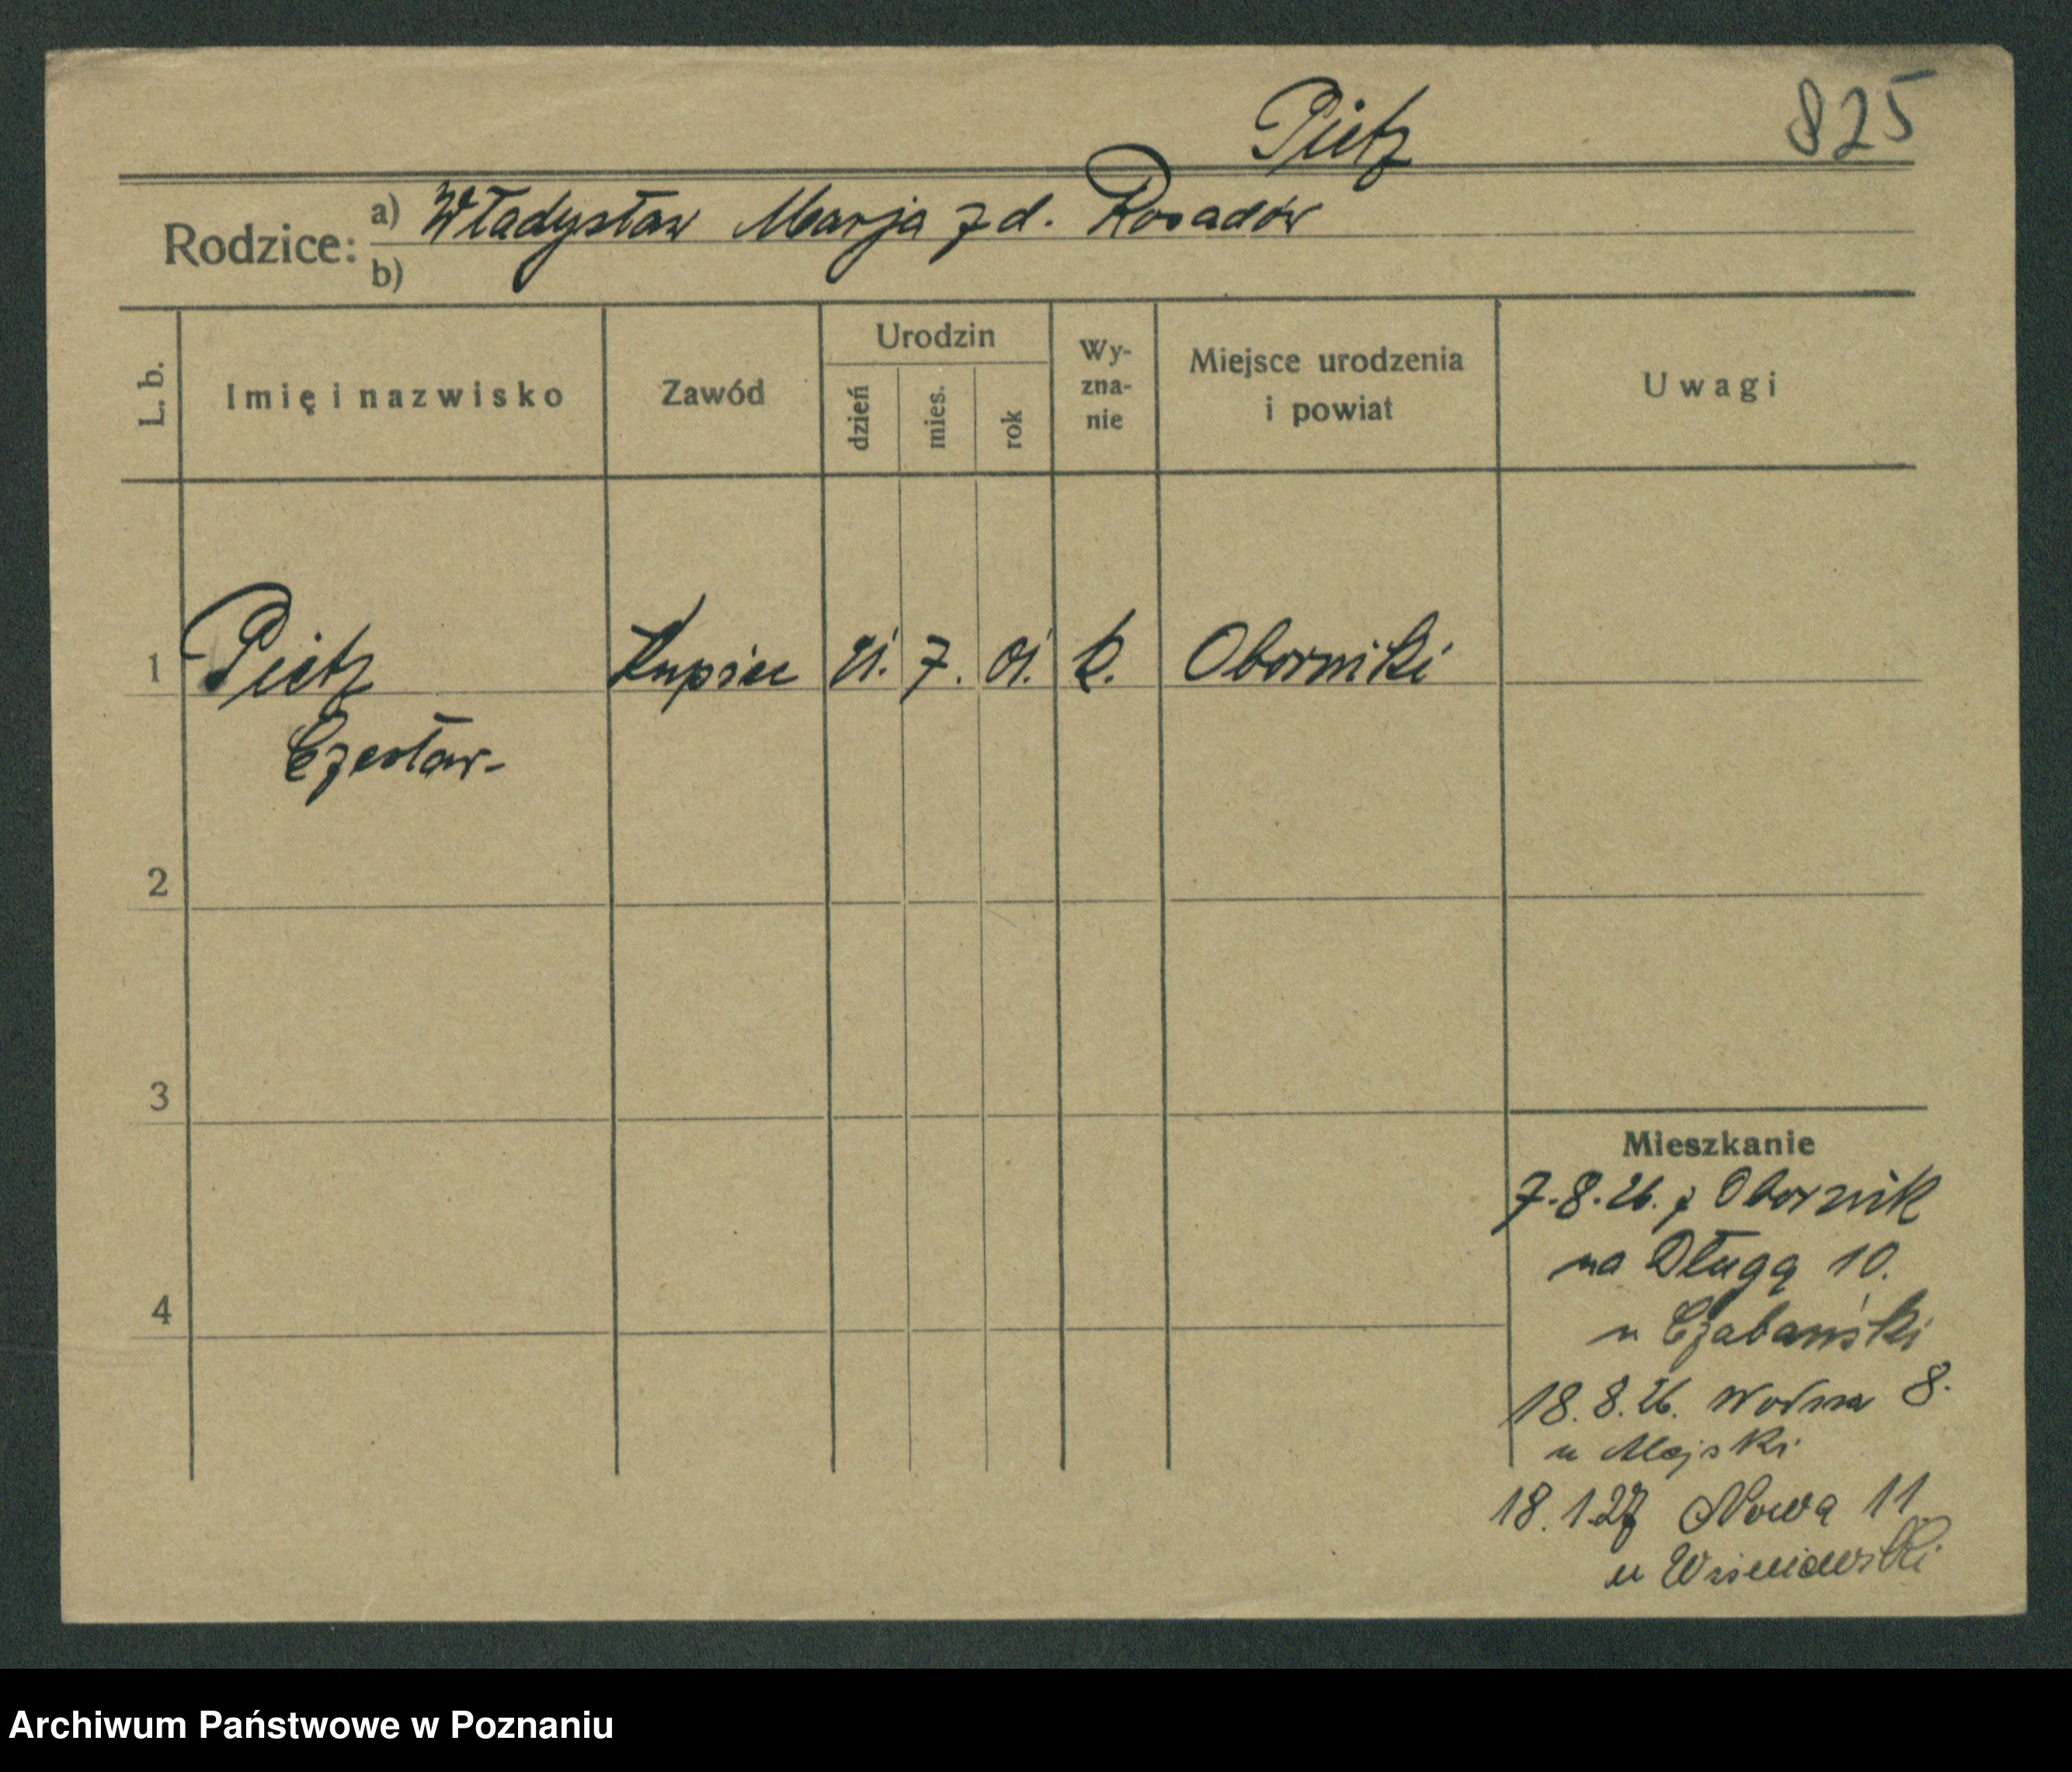 825
Pietz
Rodzice: a) Władysław Marja z d. Rosadów
b)
L. b. Imię i nazwisko Zawód Urodzin dzień mies. rok Wy-zna-nie Miejsce urodzenia i powiat Uwagi
1 Pietz Kupiec 21. 7. 01. k. Oborniki
Czesław
2
3
4
Mieszkanie
7.8.26. z Obornik
na Długą 10.
u Czabański
18.8.26. Wodna 8.
u Majski
18.1.27 Nowa 11
u Wiśniewski
Archiwum Państwowe w Poznaniu